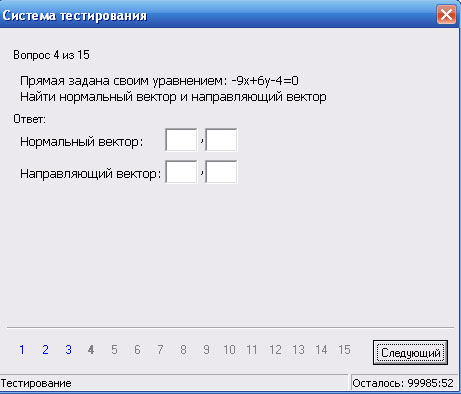 Система тестирования
Вопрос 4 из 15
Прямая задана своим уравнением: -9x+6y-4=0
Найти нормальный вектор и направляющий вектор
Ответ:
Нормальный вектор: ,
Направляющий вектор: ,
1 2 3 4 5 6 7 8 9 10 11 12 13 14 15
Следующий
Тестирование
Осталось: 99985:52